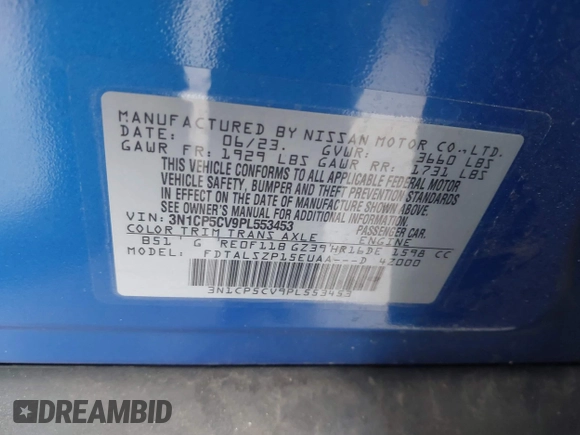 MANUFACTURED BY NISSAN MOTOR CO.,LTD.
DATE: 06/23. GVWR: 3660 LBS
GAWR FR: 1929 LBS GAWR RR: 1731 LBS
THIS VEHICLE CONFORMS TO ALL APPLICABLE FEDERAL MOTOR
VEHICLE SAFETY, BUMPER AND THEFT PREVENTION STANDARDS
IN EFFECT ON THE DATE OF MANUFACTURE SHOWN ABOVE.
SEE OWNER'S MANUAL FOR ADDITIONAL INFORMATION.
VIN: 3N1CP5CV9PL553453 PASSENGER CAR
COLOR TRIM TRANS AXLE ENGINE
B51 G RE0F11B GZ39 HR16DE 1598 CC
FDTALSZP15EUAA---D 42000
3N1CP5CV9PL553453
DREAMBID